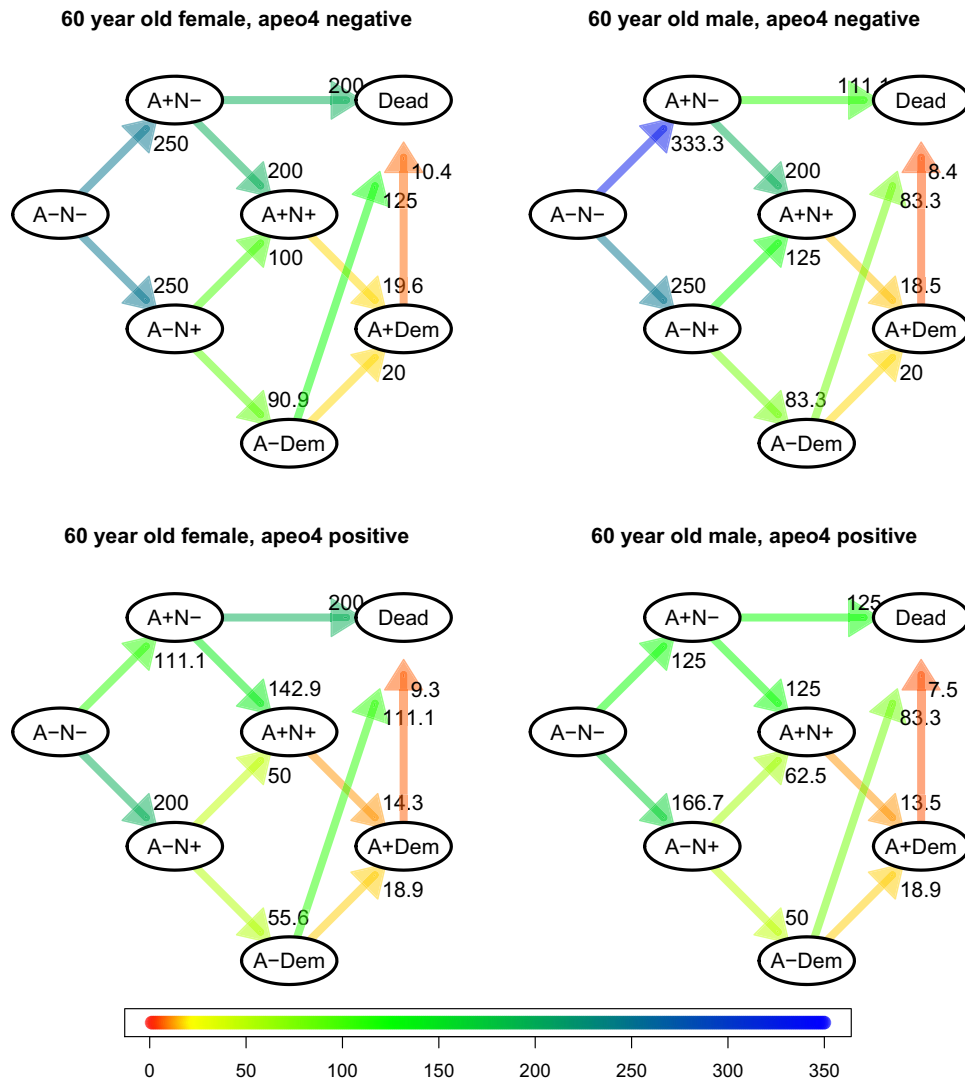 60 year old female, apeo4 negative
A+N−
200
Dead
250
200
10.4
125
A−N−
A+N+
250
100
19.6
A−N+
A+Dem
90.9
20
A−Dem
60 year old male, apeo4 negative
A+N−
111.1
Dead
333.3
200
8.4
83.3
A−N−
A+N+
250
125
18.5
A−N+
A+Dem
83.3
20
A−Dem
60 year old female, apeo4 positive
A+N−
200
Dead
111.1
142.9
9.3
111.1
A−N−
A+N+
200
50
14.3
A−N+
A+Dem
55.6
18.9
A−Dem
60 year old male, apeo4 positive
A+N−
125
Dead
125
125
7.5
83.3
A−N−
A+N+
166.7
62.5
13.5
A−N+
A+Dem
50
18.9
A−Dem
0 50 100 150 200 250 300 350